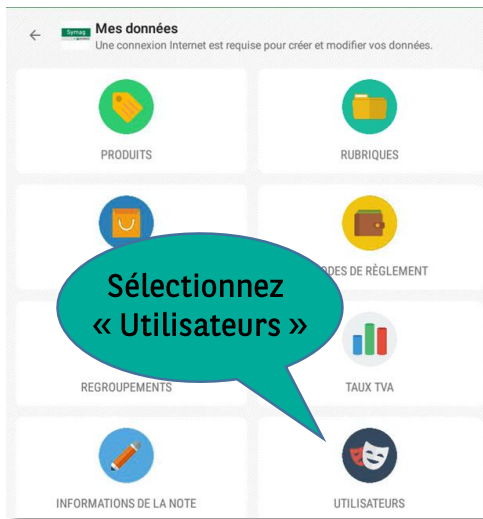 Symag
Mes données
Une connexion Internet est requise pour créer et modifier vos données.
PRODUITS
RUBRIQUES
DES DE RÈGLEMENT
Sélectionnez
« Utilisateurs »
REGROUPEMENTS
TAUX TVA
INFORMATIONS DE LA NOTE
UTILISATEURS